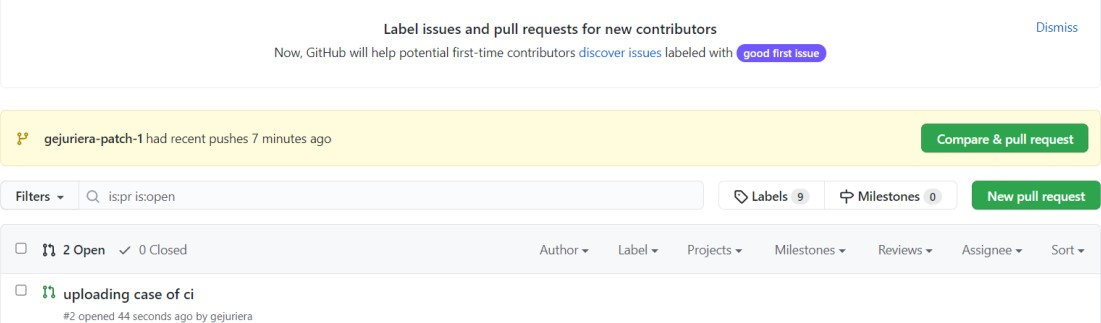 Label issues and pull requests for new contributors
Dismiss
Now, GitHub will help potential first-time contributors discover issues labeled with good first issue
gejuriera-patch-1 had recent pushes 7 minutes ago
Compare & pull request
Filters
is:pr is:open
Labels 9
Milestones 0
New pull request
2 Open
0 Closed
Author
Label
Projects
Milestones
Reviews
Assignee
Sort
uploading case of ci
#2 opened 44 seconds ago by gejuriera